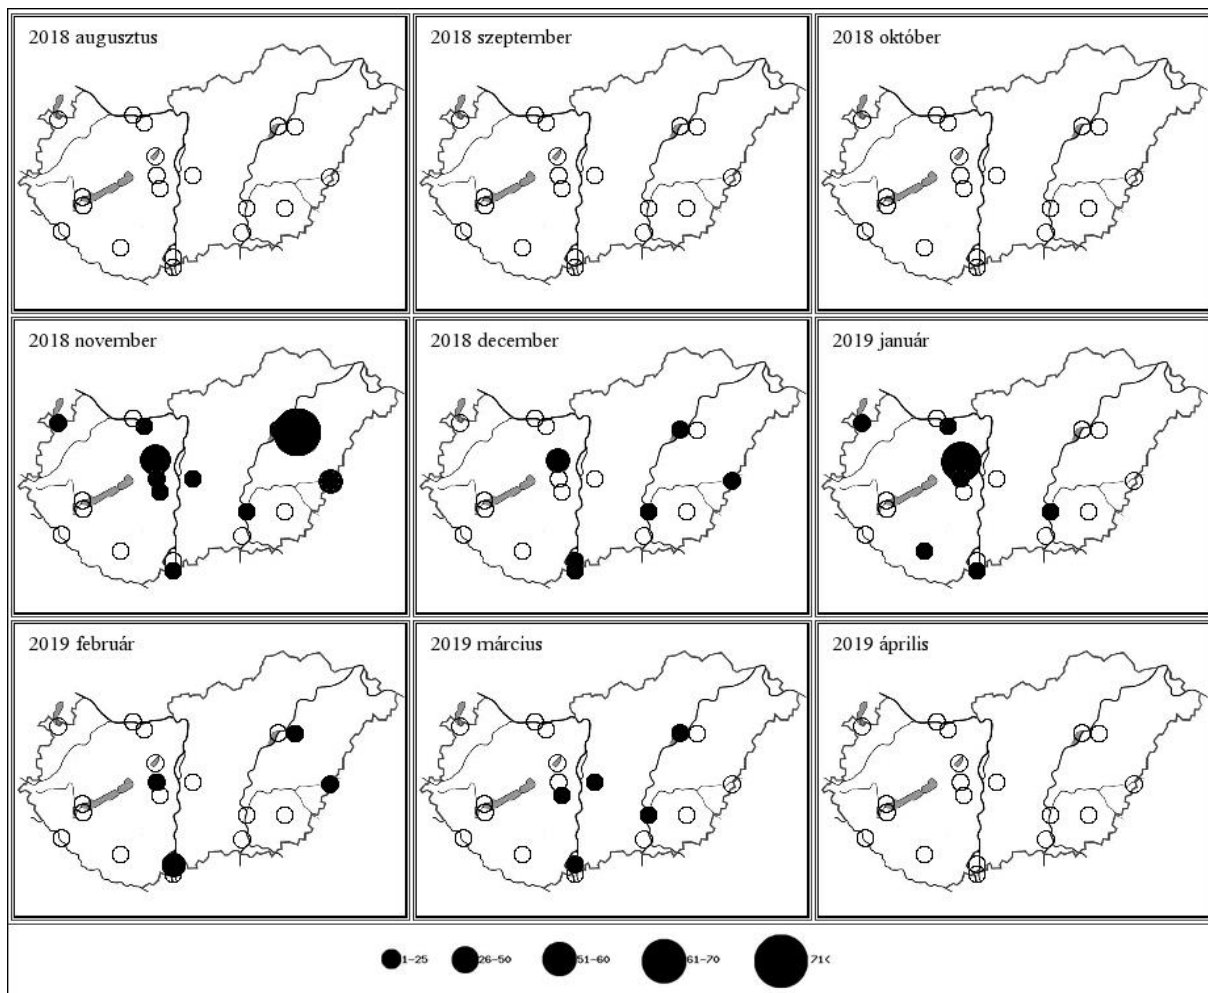 2018 augusztus
2018 szeptember
2018 október
2018 november
2018 december
2019 január
2019 február
2019 március
2019 április
1-25
26-50
51-60
61-70
71<